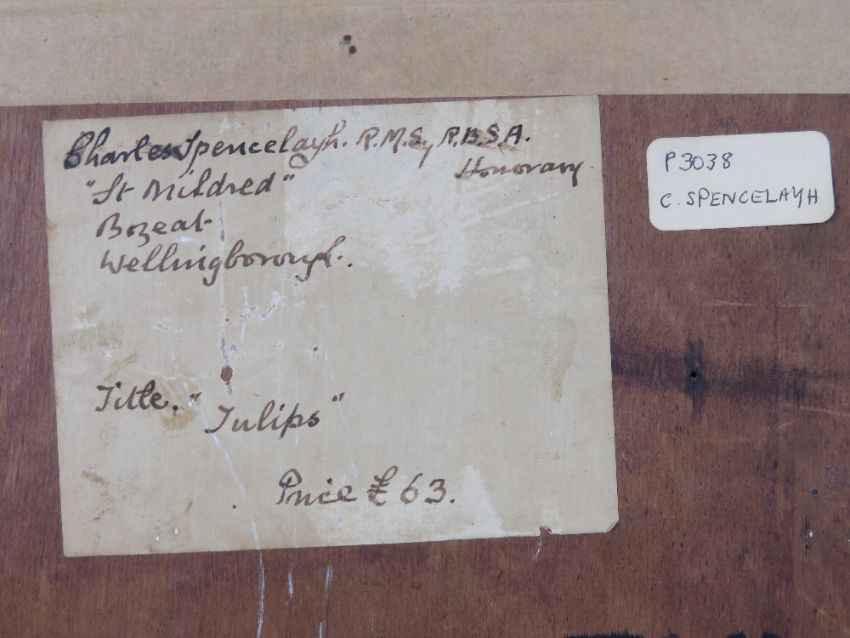 Charles Spencelayh. R.M.S, R.B.S.A.
Honorary.
"St Mildred"
Bozeat
Wellingborough.
Title. "Tulips"
Price £63.
P3038
C. SPENCELAYH